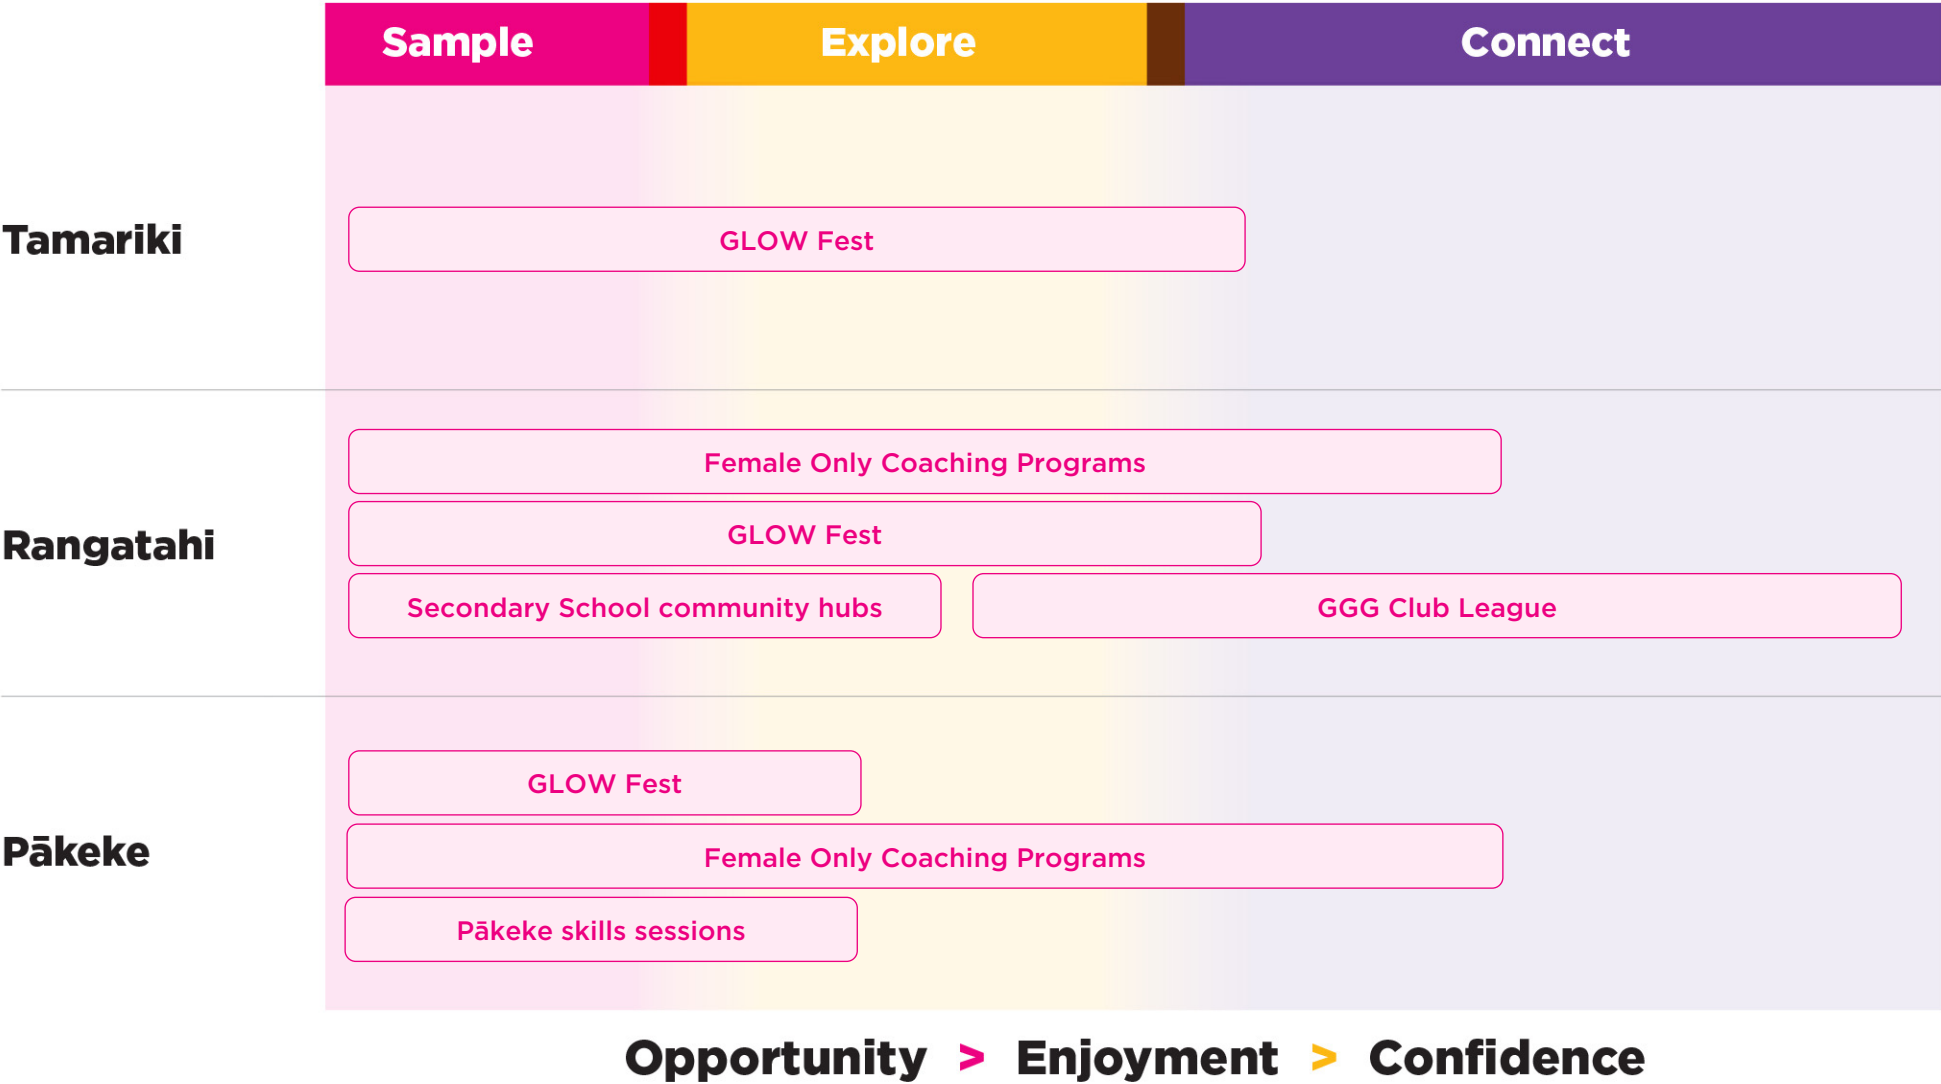 Sample Explore Connect
Tamariki
GLOW Fest
Rangatahi
Female Only Coaching Programs
GLOW Fest
Secondary School community hubs
GGG Club League
Pākeke
GLOW Fest
Female Only Coaching Programs
Pākeke skills sessions
Opportunity > Enjoyment > Confidence